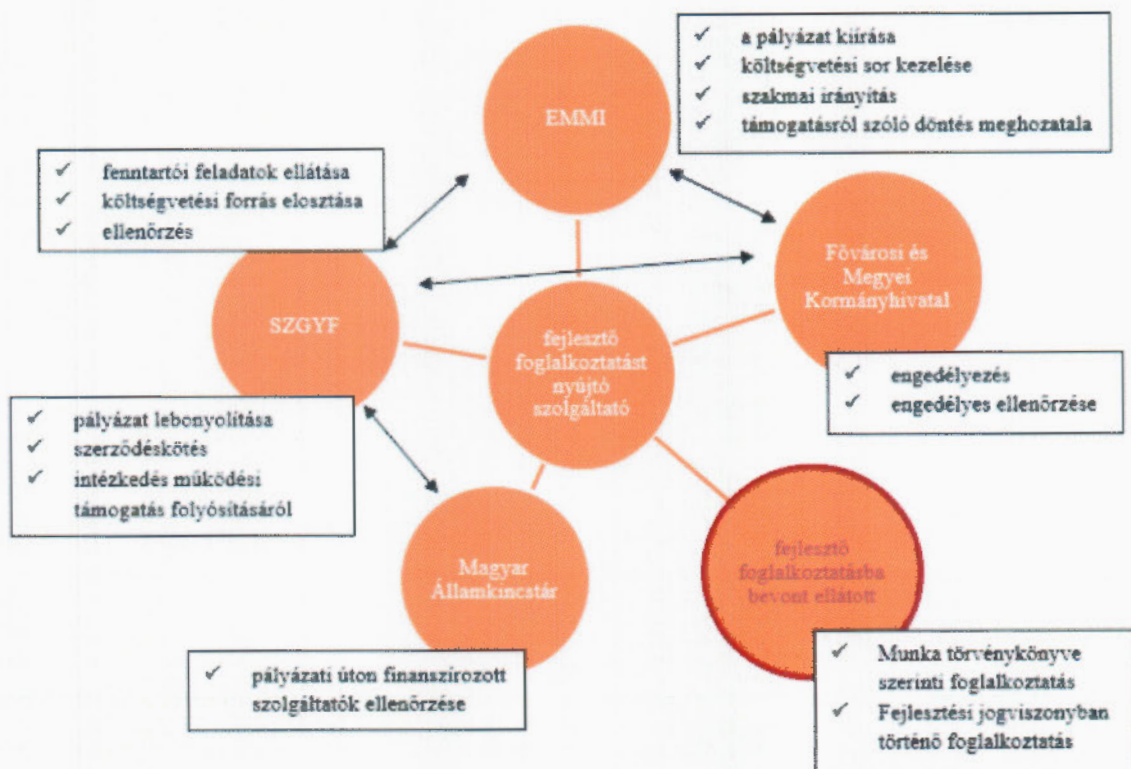 ✓ a pályázat kiírása
✓ költségvetési sor kezelése
✓ szakmai irányítás
✓ támogatásról szóló döntés meghozatala
EMMI
✓ fenntartói feladatok ellátása
✓ költségvetési forrás elosztása
✓ ellenőrzés
SZGYF
Fővárosi és
Megyei
Kormányhivatal
fejlesztő
foglalkoztatást
nyújtó
szolgáltató
✓ engedélyezés
✓ engedélyes ellenőrzése
✓ pályázat lebonyolítása
✓ szerződéskötés
✓ intézkedés működési
támogatás folyósításáról
Magyar
Államkincstár
fejlesztő
foglalkoztatásba
bevont ellátott
✓ pályázati úton finanszírozott
szolgáltatók ellenőrzése
✓ Munka törvénykönyve
szerinti foglalkoztatás
✓ Fejlesztési jogviszonyban
történő foglalkoztatás